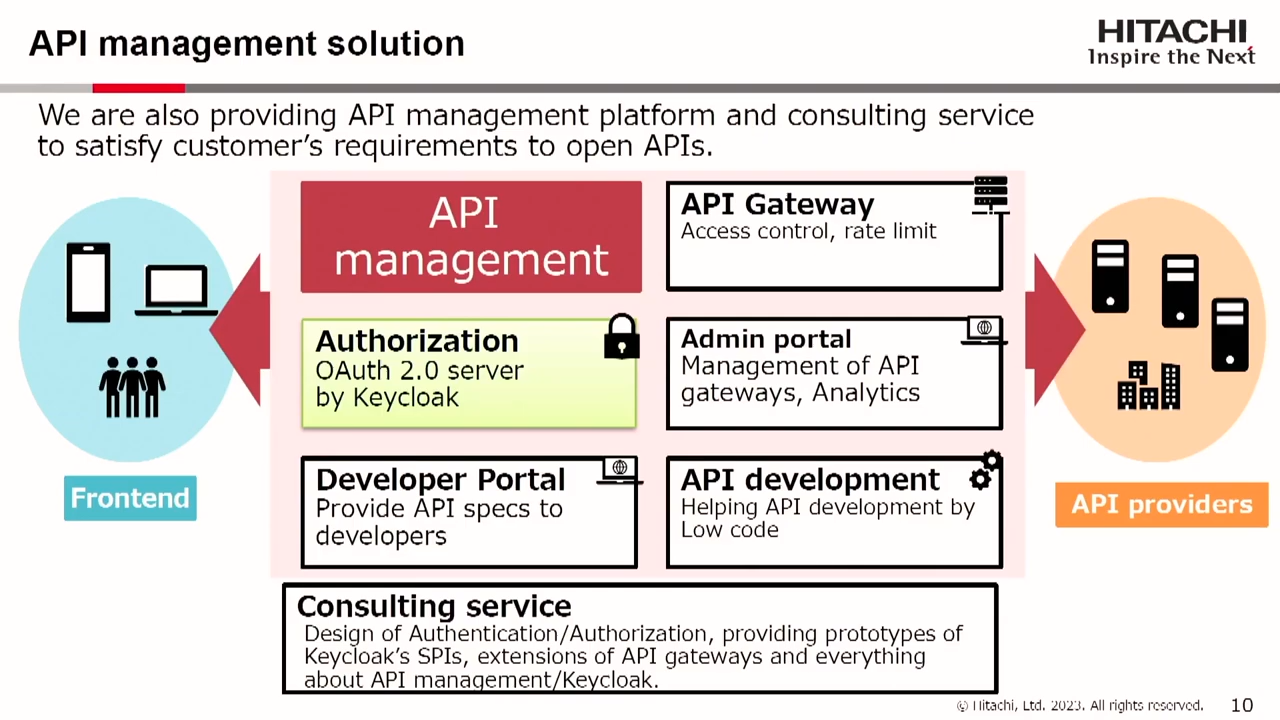 API management solution
HITACHI
Inspire the Next
We are also providing API management platform and consulting service
to satisfy customer's requirements to open APIs.
API
management
API Gateway
Access control, rate limit
Authorization
OAuth 2.0 server
by Keycloak
Admin portal
Management of API
gateways, Analytics
Developer Portal
Provide API specs to
developers
API development
Helping API development by
Low code
Frontend
API providers
Consulting service
Design of Authentication/Authorization, providing prototypes of
Keycloak's SPIs, extensions of API gateways and everything
about API management/Keycloak.
© Hitachi, Ltd. 2023. All rights reserved.
10